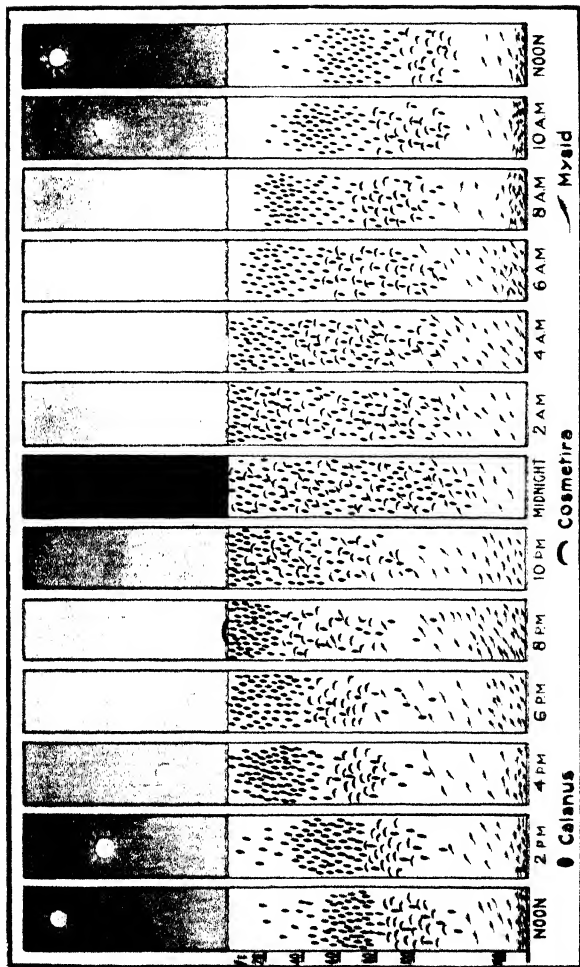 NOON
2 PM
4 PM
6 PM
8 PM
10 PM
MIDNIGHT
2 AM
4 AM
6 AM
8 AM
10 AM
NOON
Calanus
Cosmetira
Mysid